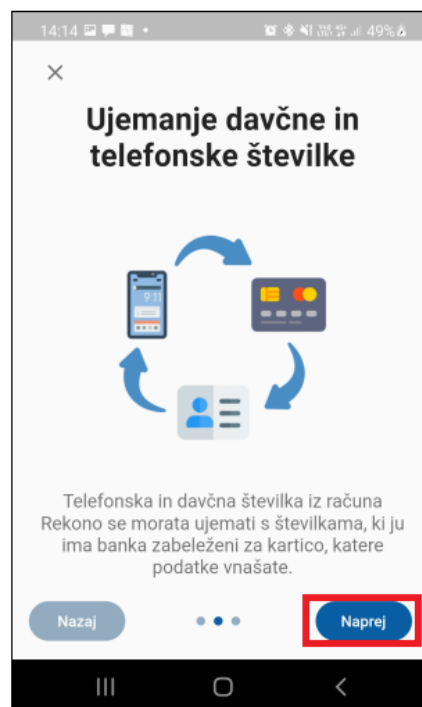 14:14
49%
Ujemanje davčne in
telefonske številke
9:11
Telefonska in davčna številka iz računa
Rekono se morata ujemati s številkami, ki ju
ima banka zabeleženi za kartico, katere
podatke vnašate.
Nazaj
Naprej